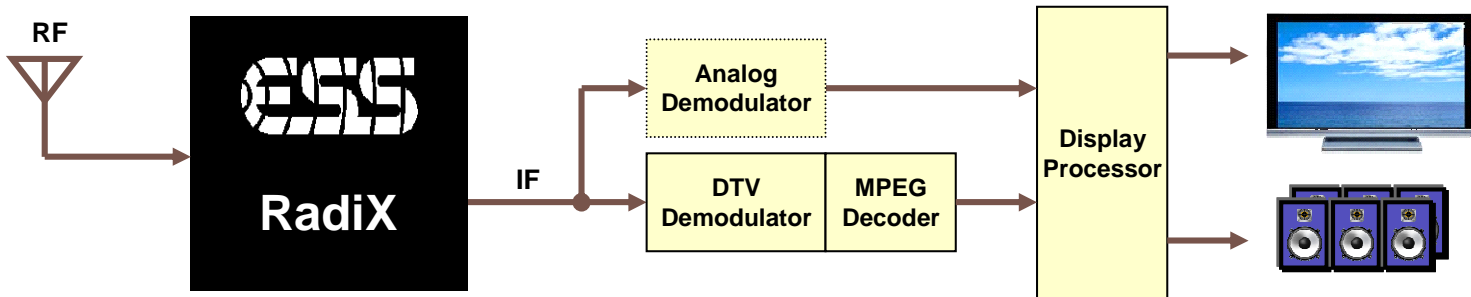 RF
ESS
RadiX
IF
Analog
Demodulator
DTV
Demodulator
MPEG
Decoder
Display
Processor